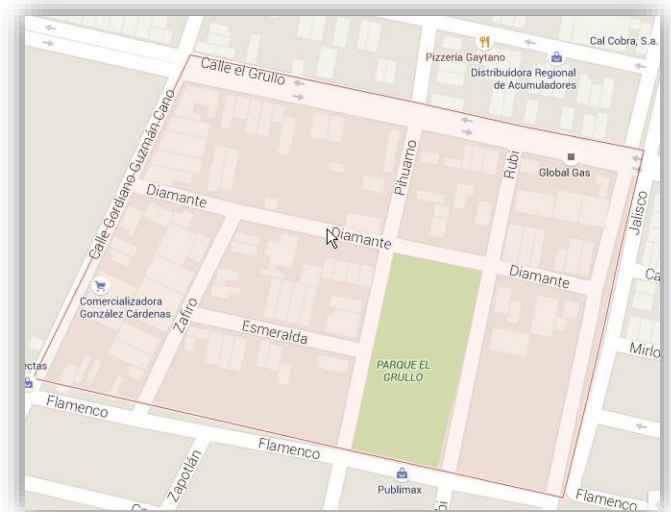 Cal Cobra, S.a.
Pizzeria Gaytano
Distribuidora Regional
de Acumuladores
Calle el Grullo
Calle Gordiano Guzmán Cano
Pihuamo
Rubi
Global Gas
Jalisco
Diamante
Diamante
Diamante
Comercializadora
González Cárdenas
Zafiro
Esmeralda
PARQUE EL
GRULLO
Mirlo
Flamenco
Flamenco
Zapotlán
Publimax
Flamenco